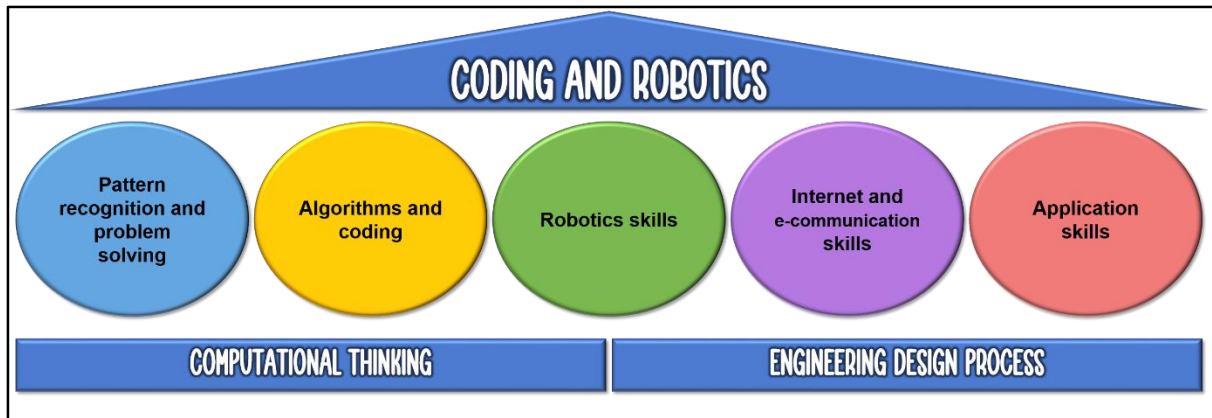 CODING AND ROBOTICS
Pattern
recognition and
problem
solving
Algorithms and
coding
Robotics skills
Internet and
e-communication
skills
Application
skills
COMPUTATIONAL THINKING
ENGINEERING DESIGN PROCESS